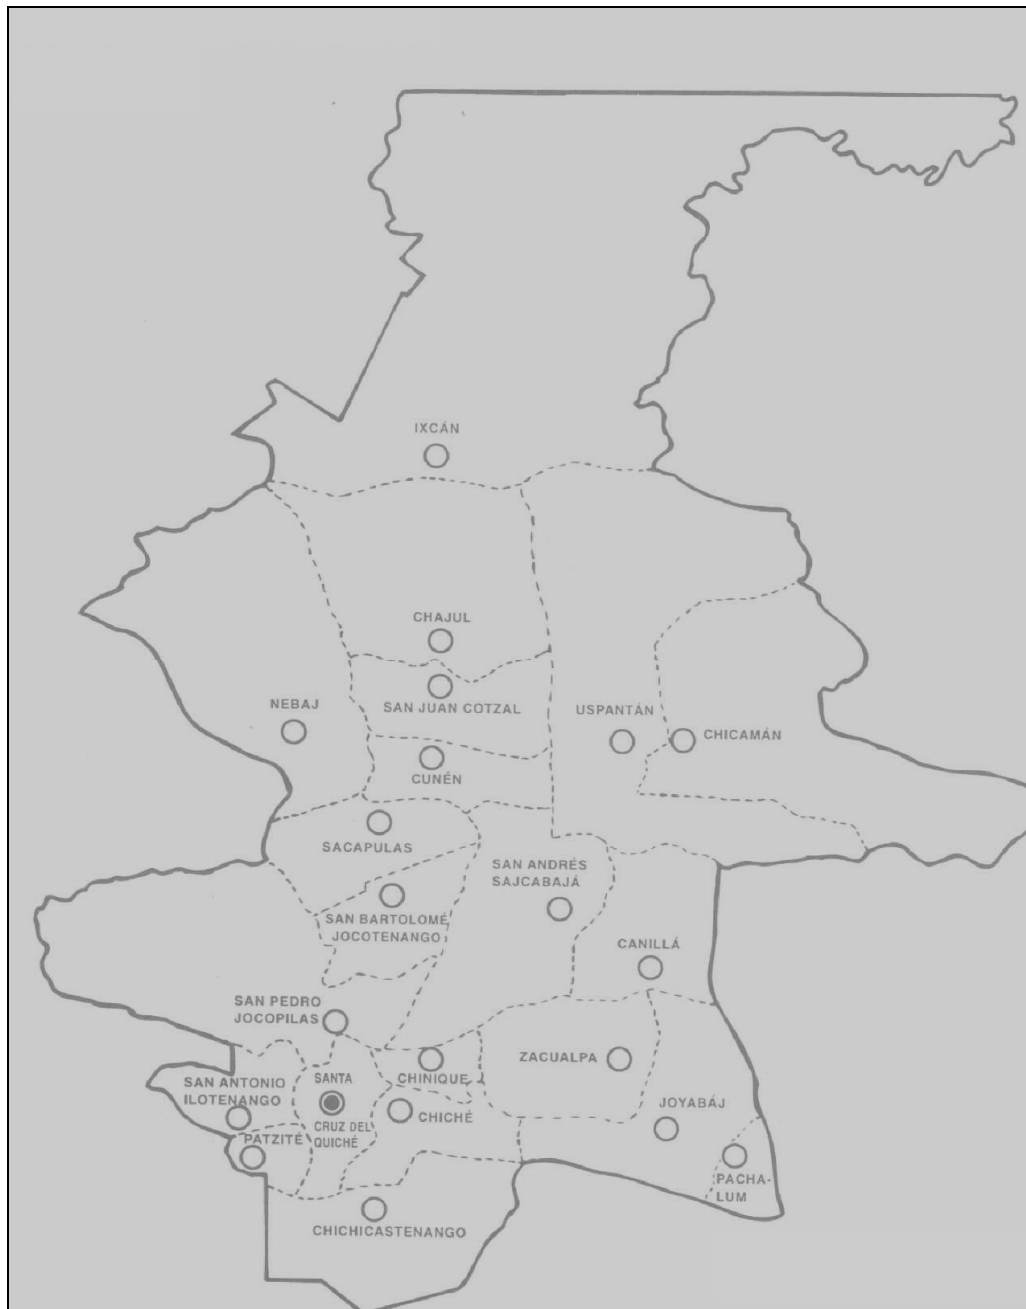 IXCÁN
CHAJUL
SAN JUAN COTZAL
NEBAJ
USPANTÁN
CHICAMÁN
CUNÉN
SACAPULAS
SAN ANDRÉS
SAJCABAJÁ
SAN BARTOLOMÉ
JOCOTENANGO
CANILLÁ
SAN PEDRO
JOCOPILAS
ZACUALPA
CHINIQUE
SANTA
CRUZ DEL
QUICHÉ
SAN ANTONIO
ILOTENANGO
CHICHÉ
JOYABÁJ
PATZITÉ
PACHA-
LUM
CHICHICASTENANGO